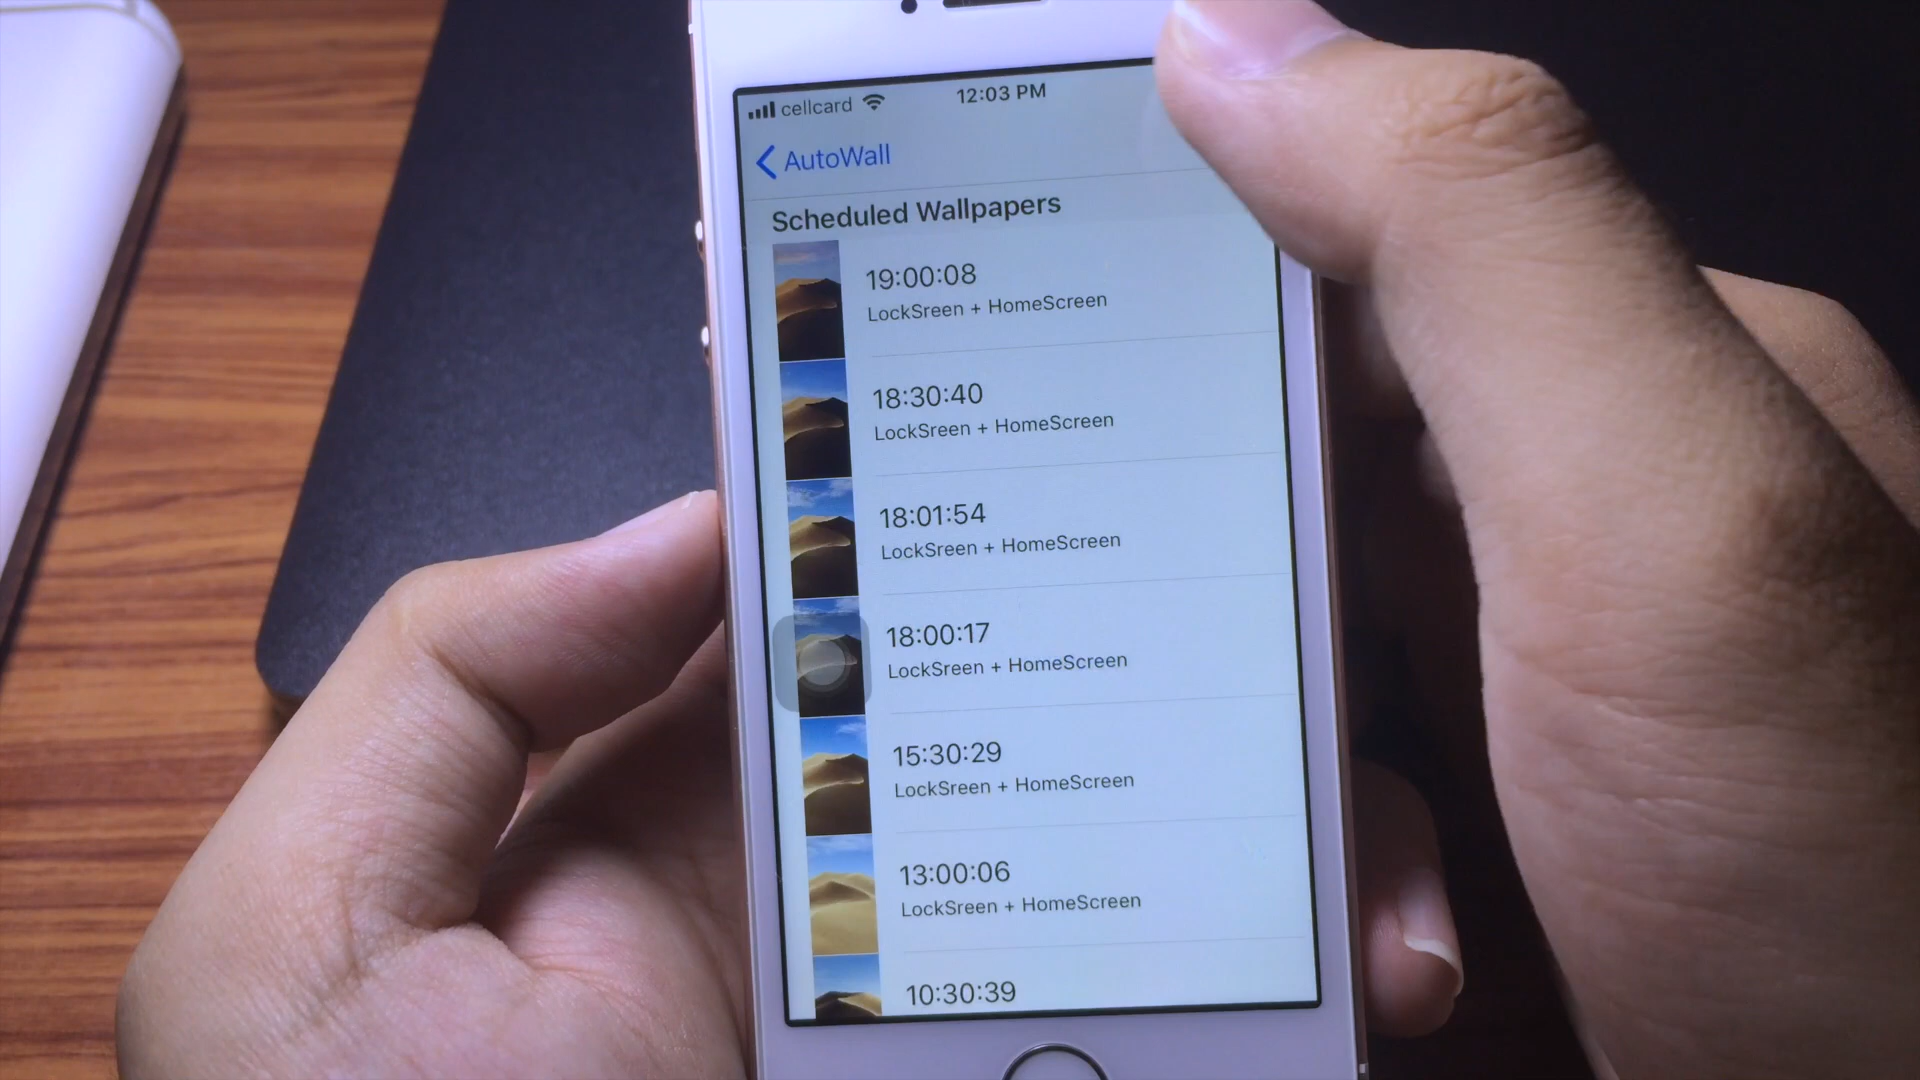 cellcard 12:03 PM
AutoWall
Scheduled Wallpapers
19:00:08
LockSreen + HomeScreen
18:30:40
LockSreen + HomeScreen
18:01:54
LockSreen + HomeScreen
18:00:17
LockSreen + HomeScreen
15:30:29
LockSreen + HomeScreen
13:00:06
LockSreen + HomeScreen
10:30:39